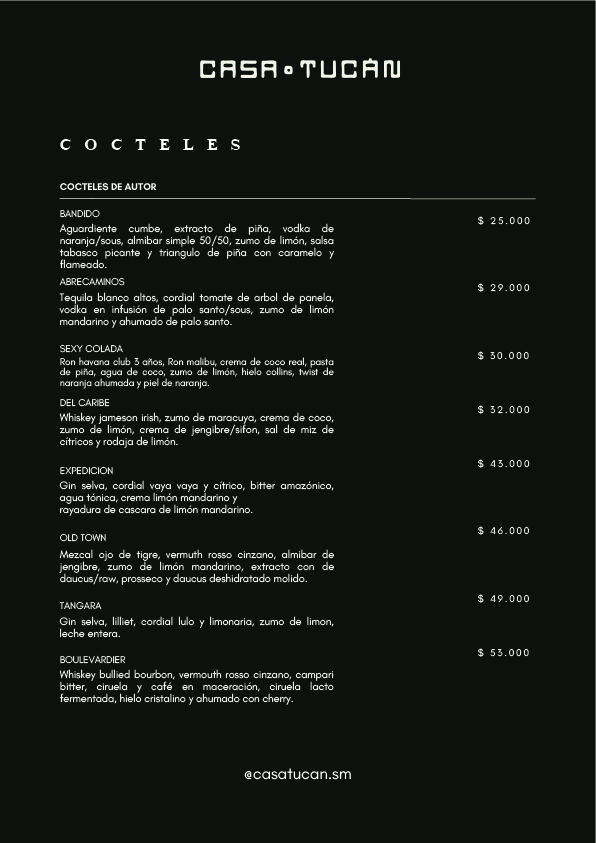 CASA TUCÁN
COCTELES
COCTELES DE AUTOR
BANDIDO
$ 25.000
Aguardiente cumbe, extracto de piña, vodka de
naranja/sous, almibar simple 50/50, zumo de limón, salsa
tabasco picante y triangulo de piña con caramelo y
flameado.
ABRECAMINOS
$ 29.000
Tequila blanco altos, cordial tomate de arbol de panela,
vodka en infusión de palo santo/sous, zumo de limón
mandarino y ahumado de palo santo.
SEXY COLADA
$ 30.000
Ron havana club 3 años, Ron malibu, crema de coco real, pasta
de piña, agua de coco, zumo de limón, hielo collins, twist de
naranja ahumada y piel de naranja.
DEL CARIBE
$ 32.000
Whiskey jameson irish, zumo de maracuya, crema de coco,
zumo de limón, crema de jengibre/sifon, sal de miz de
cítricos y rodaja de limón.
EXPEDICION
$ 43.000
Gin selva, cordial vaya vaya y cítrico, bitter amazónico,
agua tónica, crema limón mandarino y
rayadura de cascara de limón mandarino.
OLD TOWN
$ 46.000
Mezcal ojo de tigre, vermuth rosso cinzano, almibar de
jengibre, zumo de limón mandarino, extracto con de
daucus/raw, prosseco y daucus deshidratado molido.
TANGARA
$ 49.000
Gin selva, lilliet, cordial lulo y limonaria, zumo de limon,
leche entera.
BOULEVARDIER
$ 53.000
Whiskey bullied bourbon, vermouth rosso cinzano, campari
bitter, ciruela y café en maceración, ciruela lacto
fermentada, hielo cristalino y ahumado con cherry.
@casatucan.sm